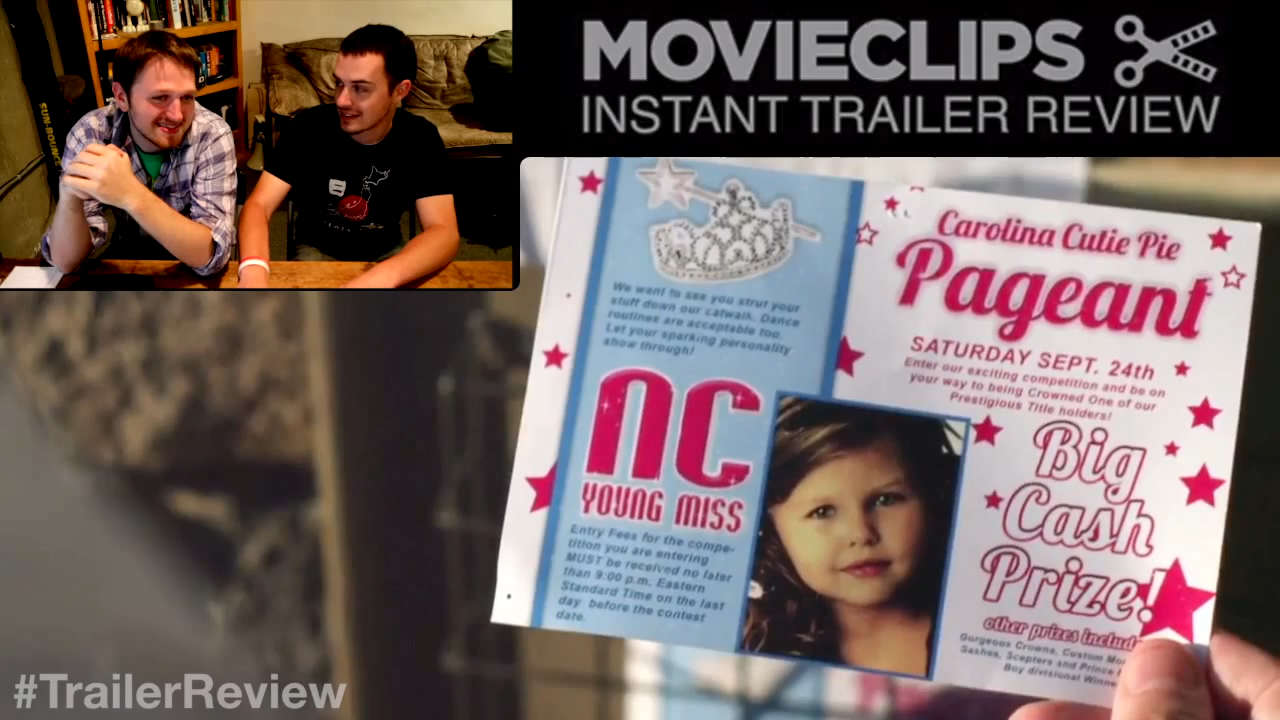 MOVIECLIPS
INSTANT TRAILER REVIEW
SUN-BOUNCE
We want to see you strut your
stuff down our catwalk. Dance
routines are acceptable too.
Let your sparking personality
show through!
NC
YOUNG MISS
Entry Fees for the compe-
tition you are entering
MUST be received no later
than 9:00 p.m. Eastern
Standard Time on the last
day before the contest
date.
Carolina Cutie Pie
Pageant
SATURDAY SEPT. 24th
Enter our exciting competition and be on
your way to being Crowned One of our
Prestigious Title holders!
Big
Cash
Prize!
other prizes
Gorgeous Crowns, Custom
Sashes, Scepters and Prince
Boy divisional
#TrailerReview